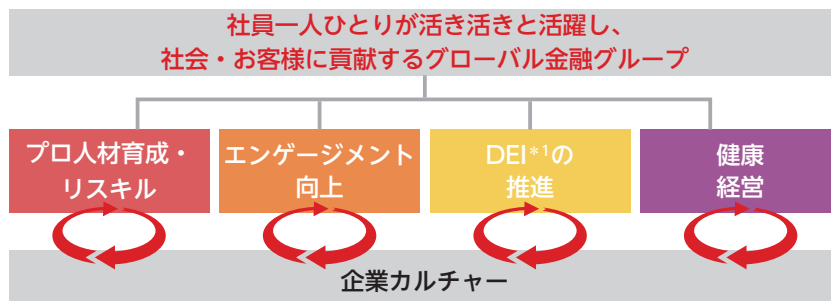 社員一人ひとりが活き活きと活躍し、
社会・お客様に貢献するグローバル金融グループ
プロ人材育成・
リスキル
エンゲージメント
向上
DEI*1の
推進
健康
経営
企業カルチャー